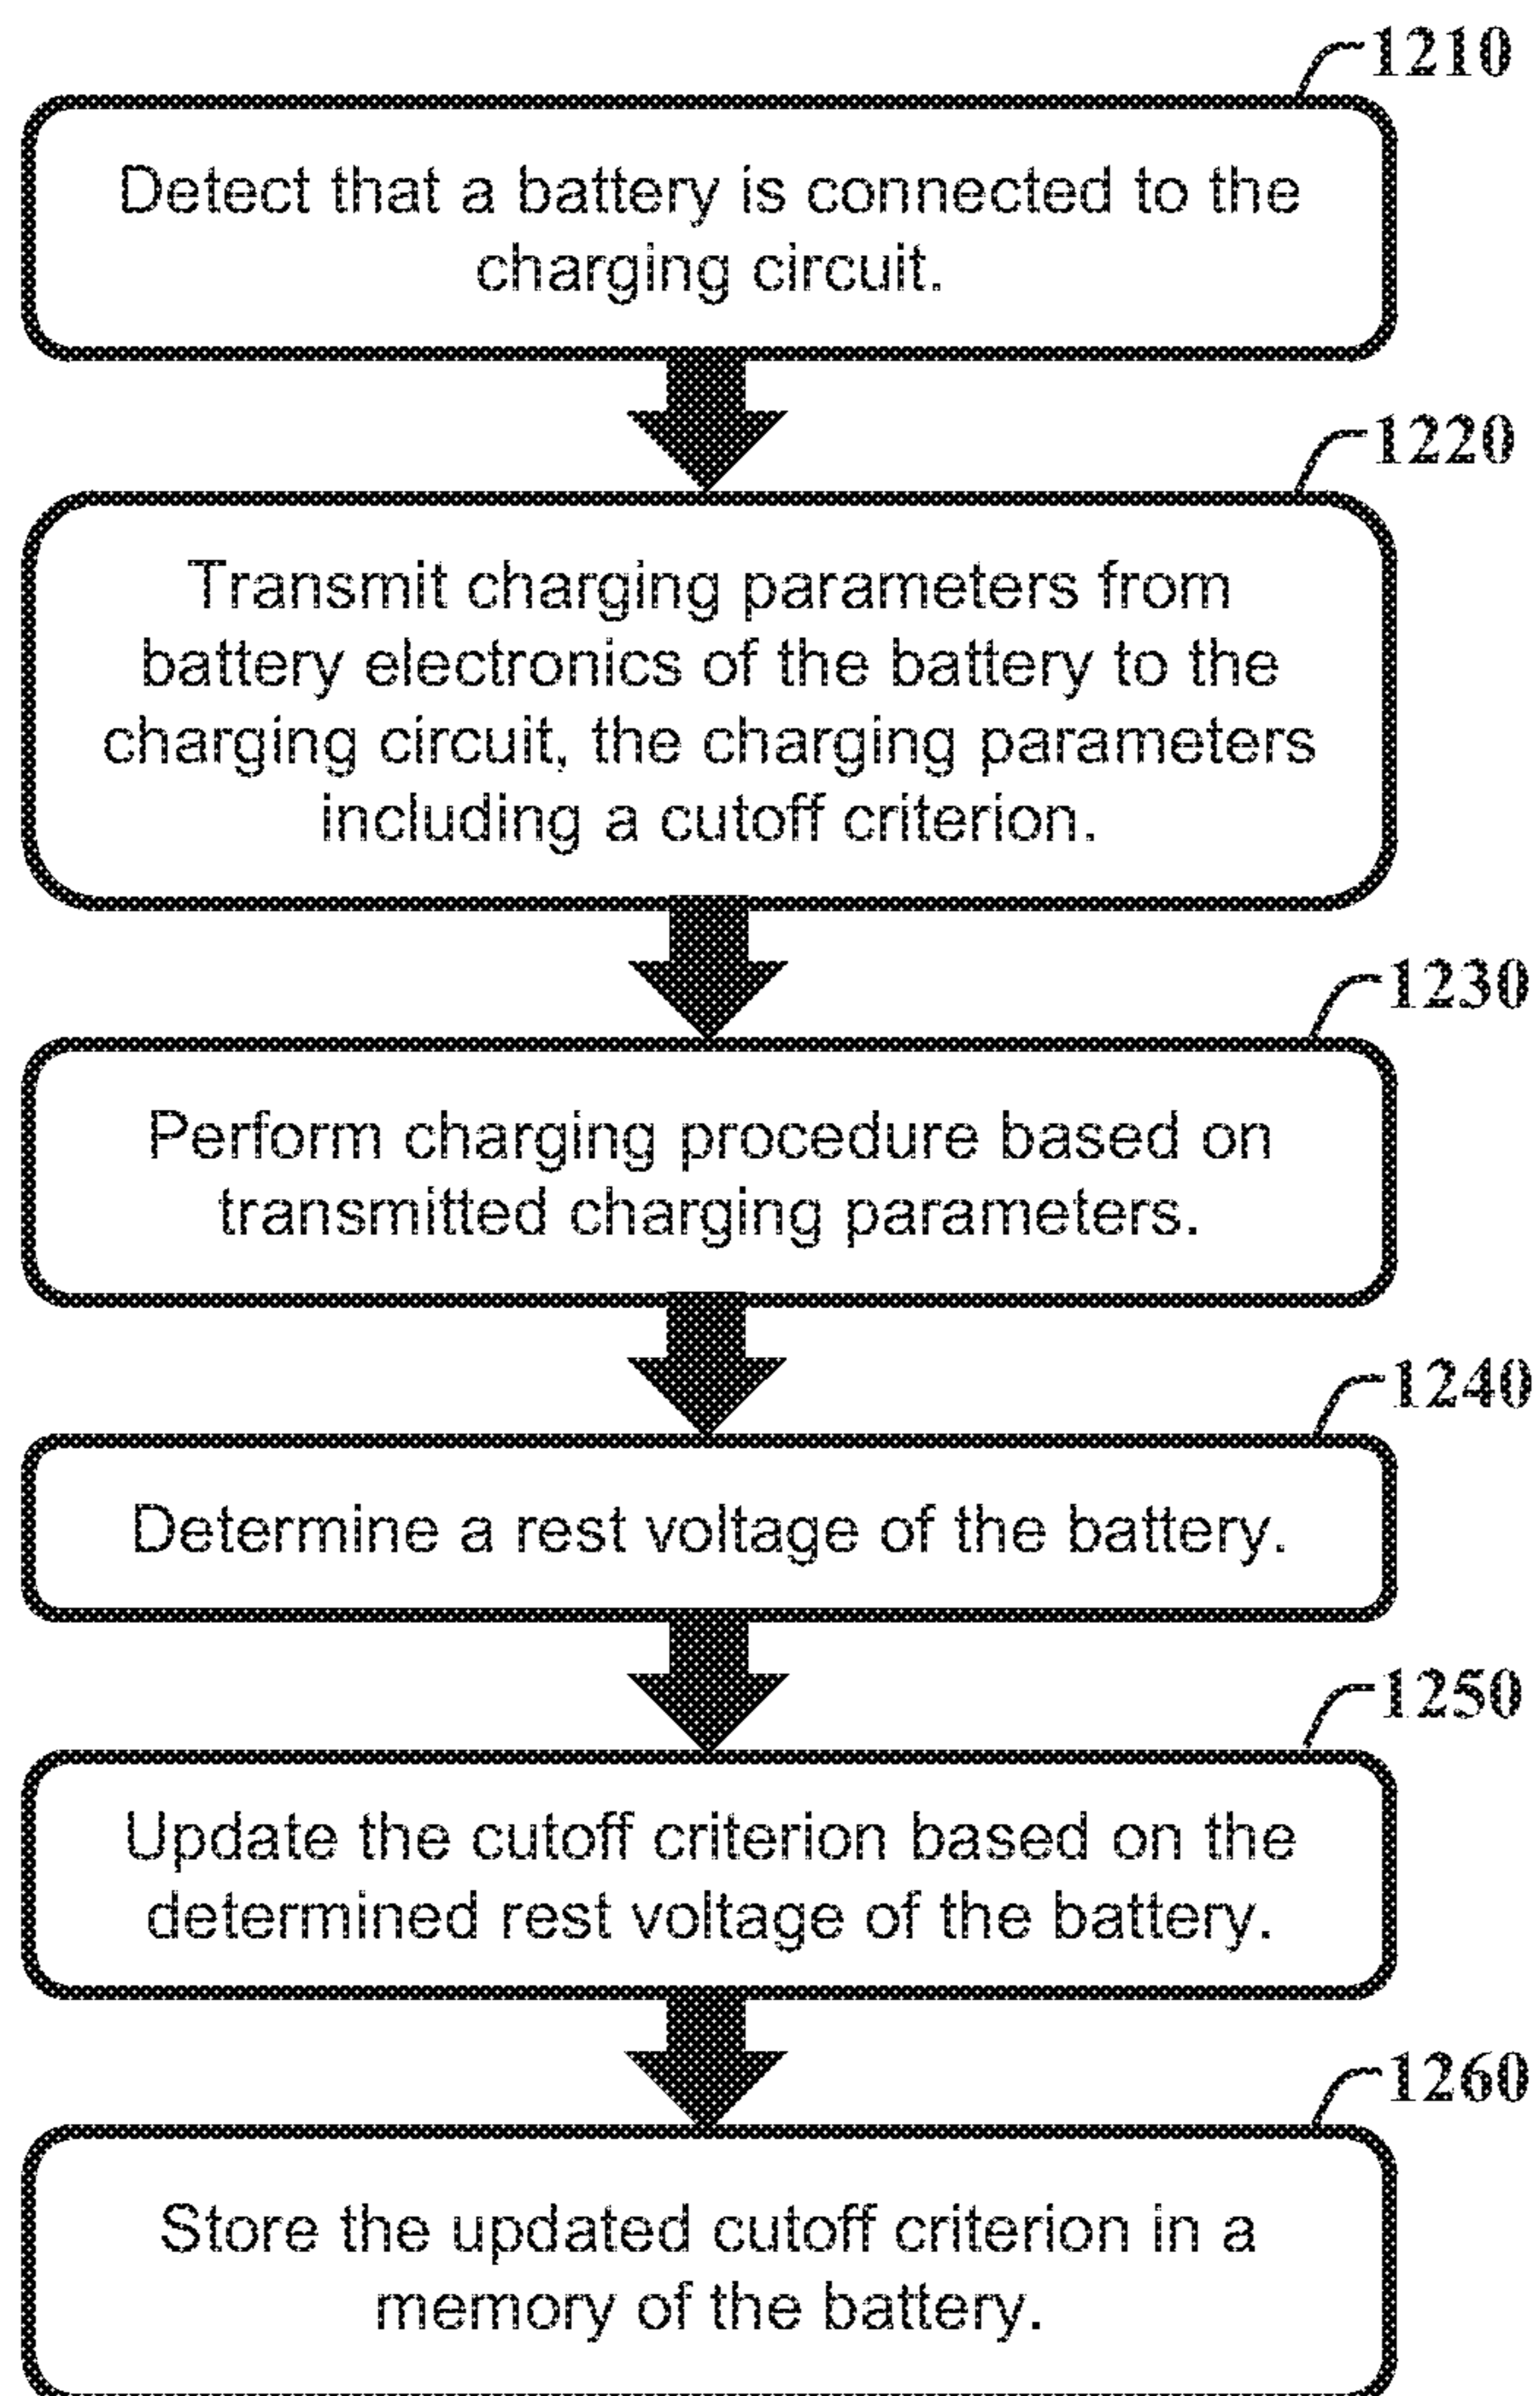 1210
Detect that a battery is connected to the
charging circuit.
1220
Transmit charging parameters from
battery electronics of the battery to the
charging circuit, the charging parameters
including a cutoff criterion.
1230
Perform charging procedure based on
transmitted charging parameters.
1240
Determine a rest voltage of the battery.
1250
Update the cutoff criterion based on the
determined rest voltage of the battery.
1260
Store the updated cutoff criterion in a
memory of the battery.